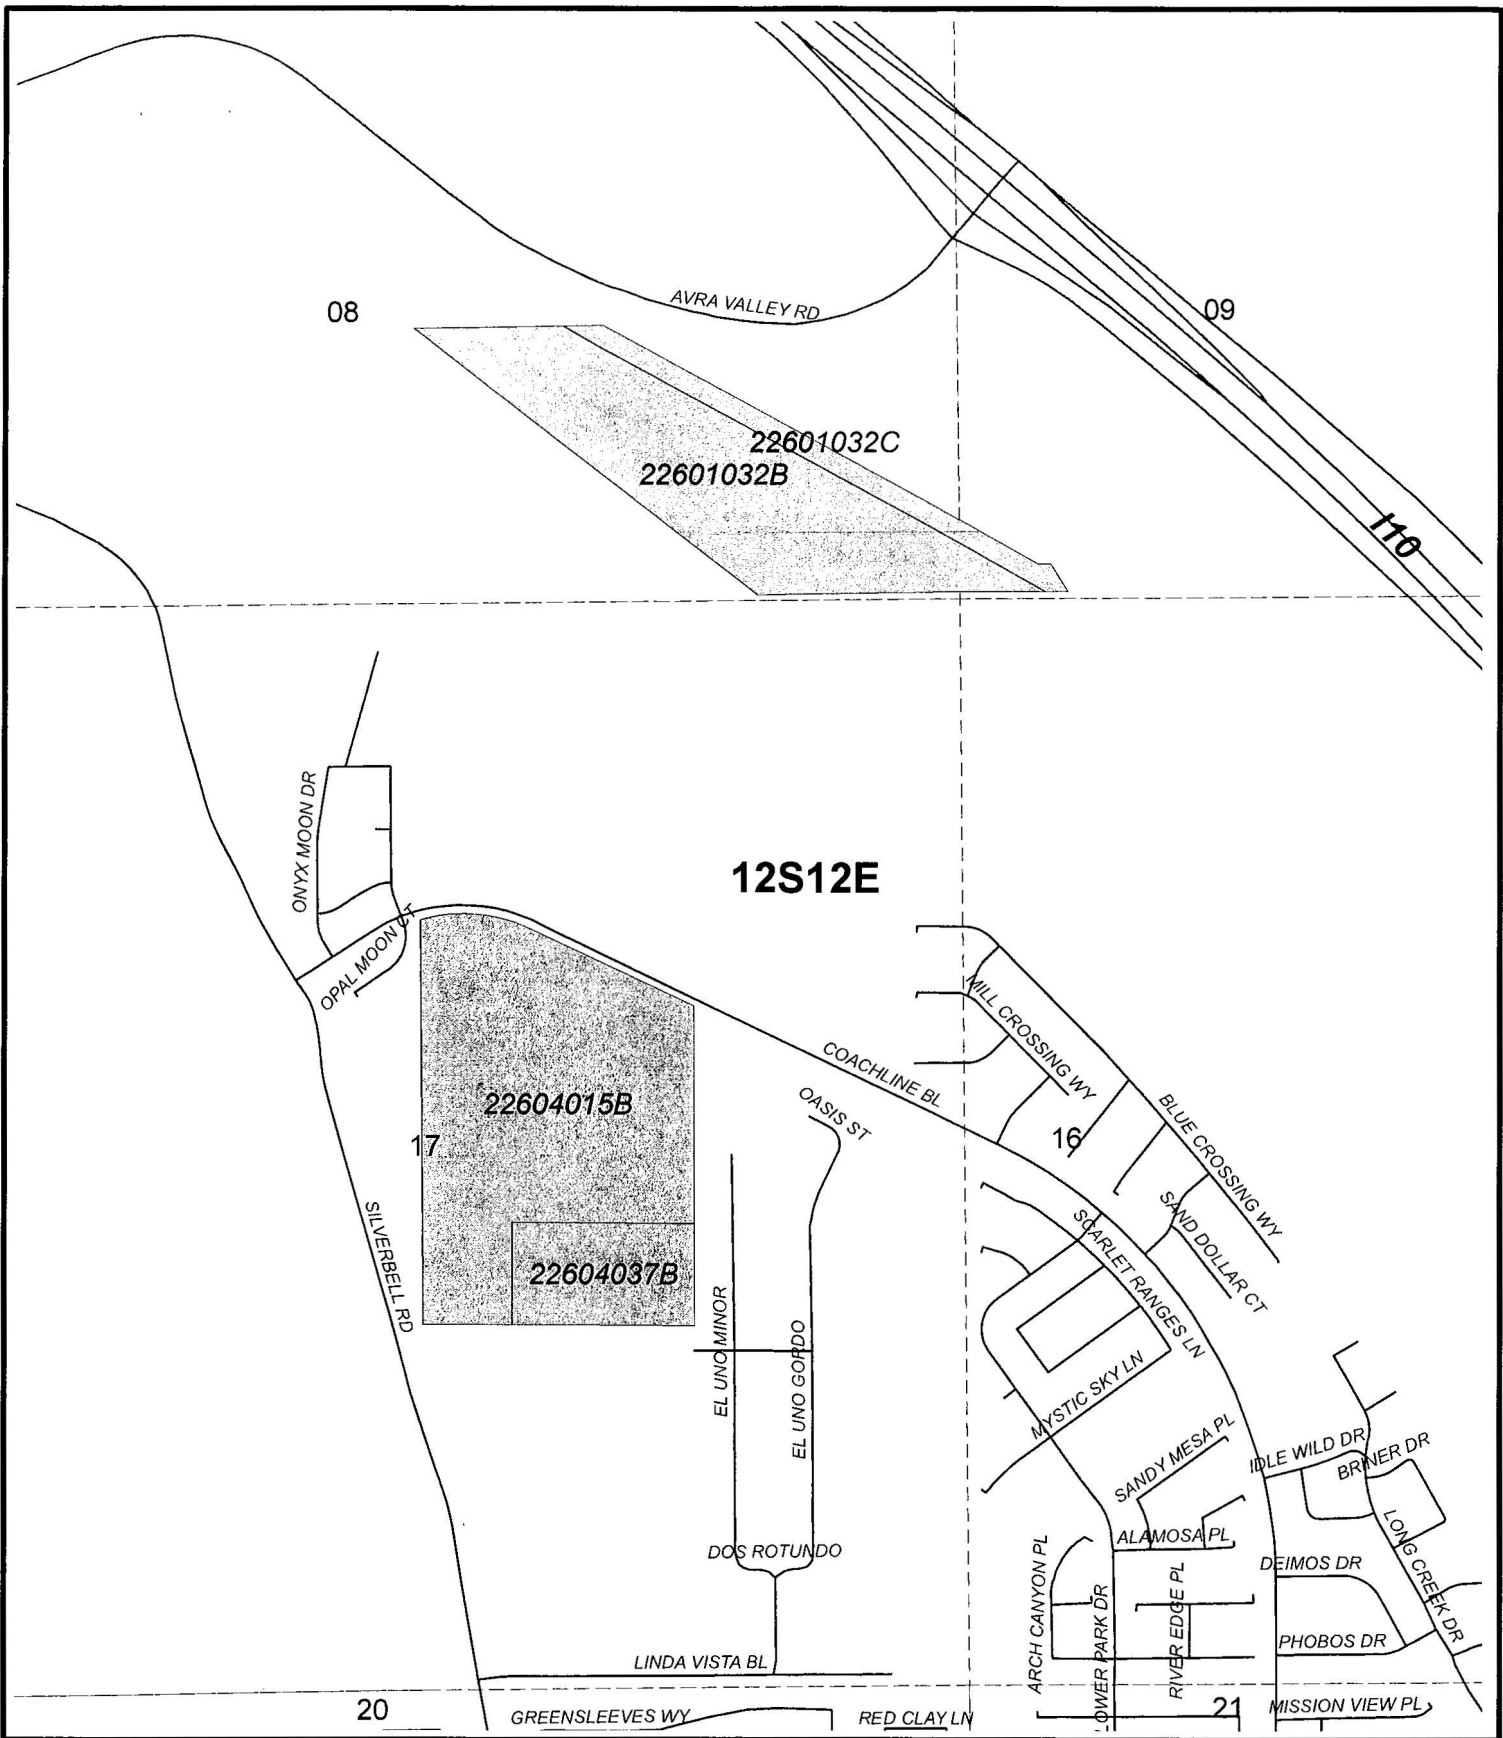 08
AVRA VALLEY RD
09
22601032C
22601032B
I10
ONYX MOON DR
12S12E
OPAL MOON CT
MILL CROSSING WY
COACHLINE BL
OASIS ST
22604015B
BLUE CROSSING WY
17
16
SILVERBELL RD
SAND DOLLAR CT
SCARLET RANGES LN
22604037B
EL UNO MINOR
EL UNO GORDO
MYSTIC SKY LN
SANDY MESA PL
IDLE WILD DR
BRINER DR
LONG CREEK DR
ALAMOSA PL
DOS ROTUNDO
DEIMOS DR
ARCH CANYON PL
LOWER PARK DR
RIVER EDGE PL
PHOBOS DR
LINDA VISTA BL
20
GREENSLEEVES WY
RED CLAY LN
21
MISSION VIEW PL